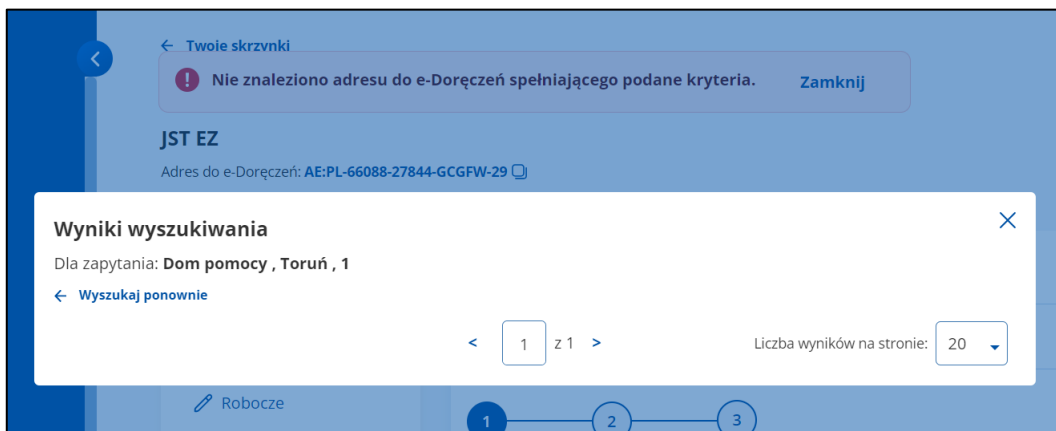 ← Twoje skrzynki
Nie znaleziono adresu do e-Doręczeń spełniającego podane kryteria. Zamknij
JST EZ
Adres do e-Doręczeń: AE:PL-66088-27844-GCGFW-29
Wyniki wyszukiwania
Dla zapytania: Dom pomocy , Toruń , 1
← Wyszukaj ponownie
< 1 z 1 > Liczba wyników na stronie: 20
Robocze
1 2 3